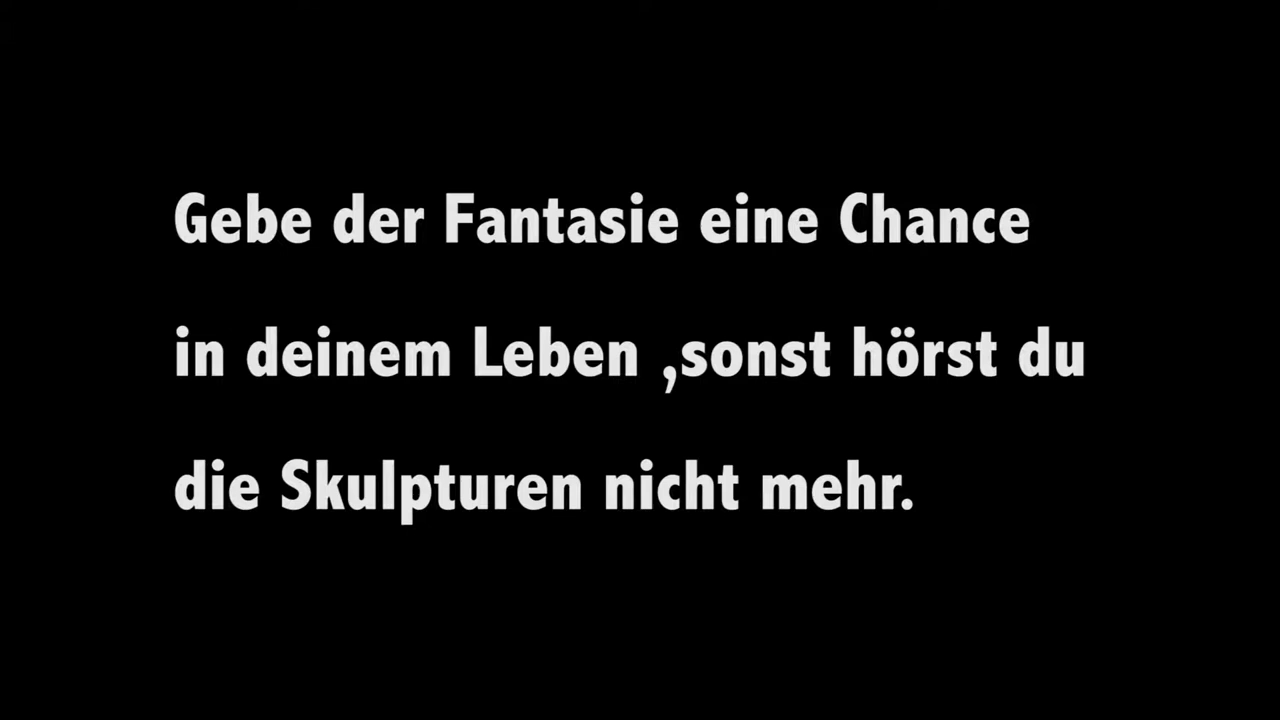 Gebe der Fantasie eine Chance
in deinem Leben ,sonst hörst du
die Skulpturen nicht mehr.